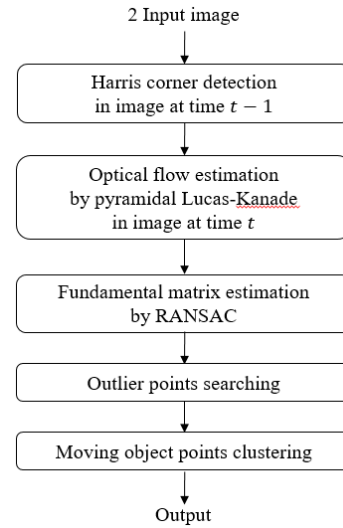 2 Input image
Harris corner detection
in image at time t − 1
Optical flow estimation
by pyramidal Lucas-Kanade
in image at time t
Fundamental matrix estimation
by RANSAC
Outlier points searching
Moving object points clustering
Output